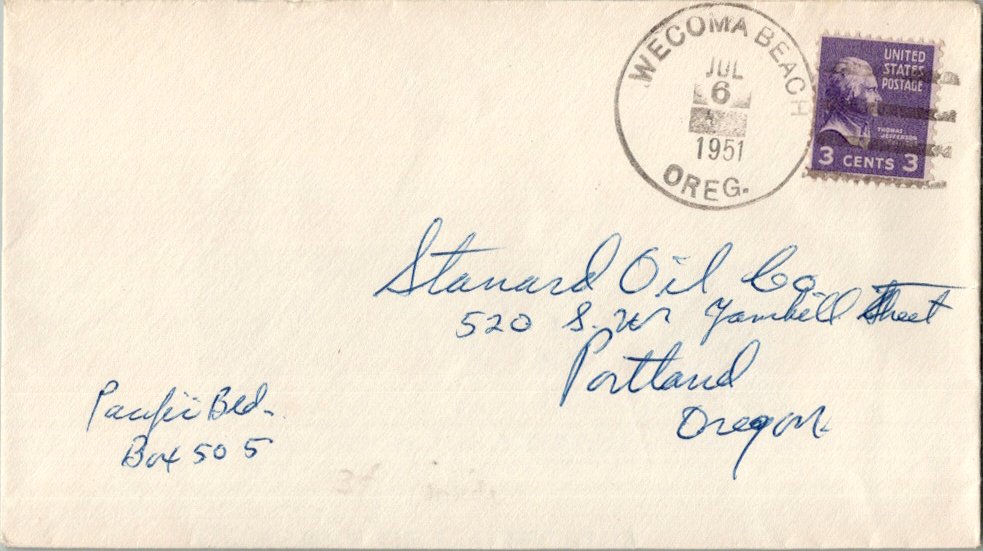 WECOMA BEACH
JUL
6
1951
OREG.
UNITED
STATES
POSTAGE
THOMAS
JEFFERSON
3 CENTS 3
Stanard Oil Co
520 S.W. Yamhill Street
Portland
Oregon
Pacific Bld.
Box 505